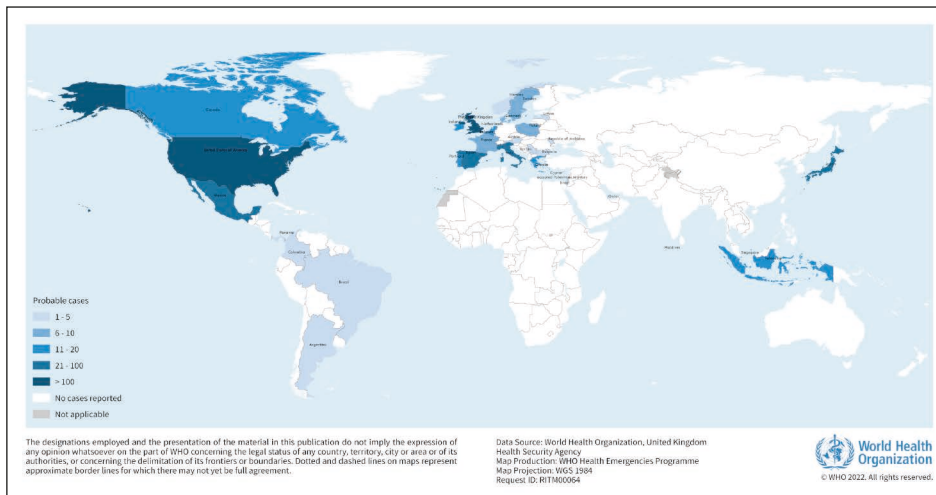 Canada
United States of America
Mexico
Panama
Colombia
Brazil
Argentina
Maldives
Singapore
Probable cases
1 - 5
6 - 10
11 - 20
21 - 100
> 100
No cases reported
Not applicable
The designations employed and the presentation of the material in this publication do not imply the expression of
any opinion whatsoever on the part of WHO concerning the legal status of any country, territory, city or area or of its
authorities, or concerning the delimitation of its frontiers or boundaries. Dotted and dashed lines on maps represent
approximate border lines for which there may not yet be full agreement.
Data Source: World Health Organization, United Kingdom
Health Security Agency
Map Production: WHO Health Emergencies Programme
Map Projection: WGS 1984
Request ID: RITM00064
World Health
Organization
© WHO 2022. All rights reserved.